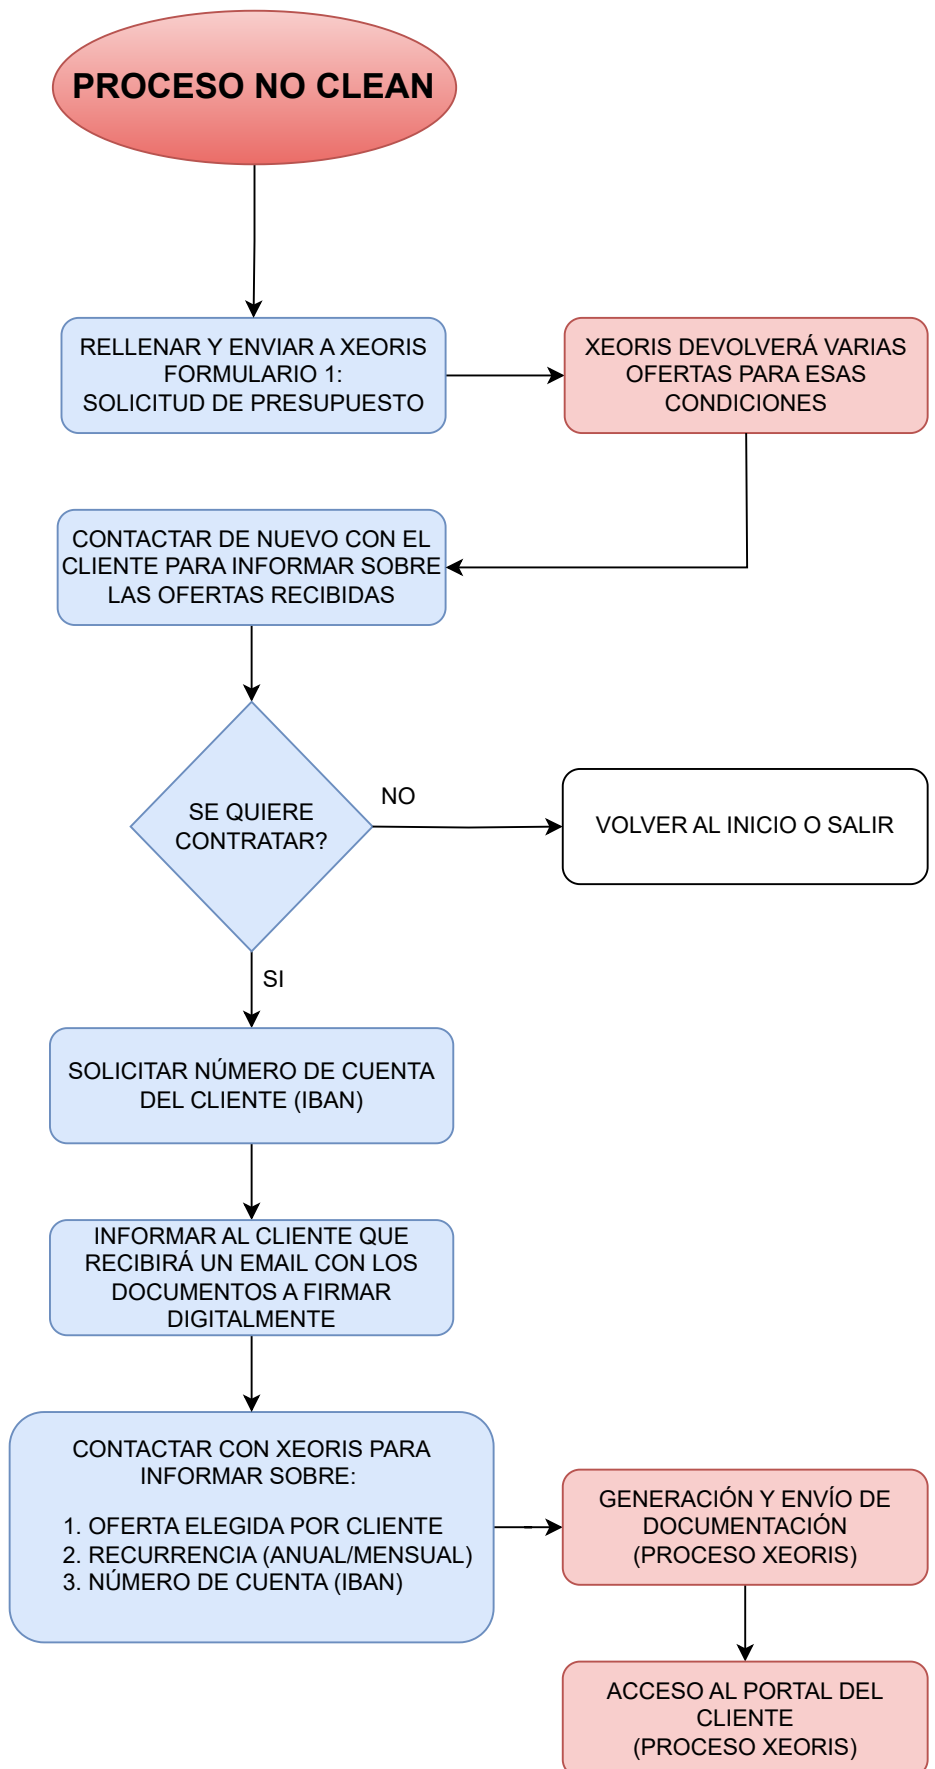 PROCESO NO CLEAN
RELLENAR Y ENVIAR A XEORIS
FORMULARIO 1:
SOLICITUD DE PRESUPUESTO
XEORIS DEVOLVERÁ VARIAS
OFERTAS PARA ESAS
CONDICIONES
CONTACTAR DE NUEVO CON EL
CLIENTE PARA INFORMAR SOBRE
LAS OFERTAS RECIBIDAS
SE QUIERE
CONTRATAR?
NO
VOLVER AL INICIO O SALIR
SI
SOLICITAR NÚMERO DE CUENTA
DEL CLIENTE (IBAN)
INFORMAR AL CLIENTE QUE
RECIBIRÁ UN EMAIL CON LOS
DOCUMENTOS A FIRMAR
DIGITALMENTE
CONTACTAR CON XEORIS PARA
INFORMAR SOBRE:
1. OFERTA ELEGIDA POR CLIENTE
2. RECURRENCIA (ANUAL/MENSUAL)
3. NÚMERO DE CUENTA (IBAN)
GENERACIÓN Y ENVÍO DE
DOCUMENTACIÓN
(PROCESO XEORIS)
ACCESO AL PORTAL DEL
CLIENTE
(PROCESO XEORIS)